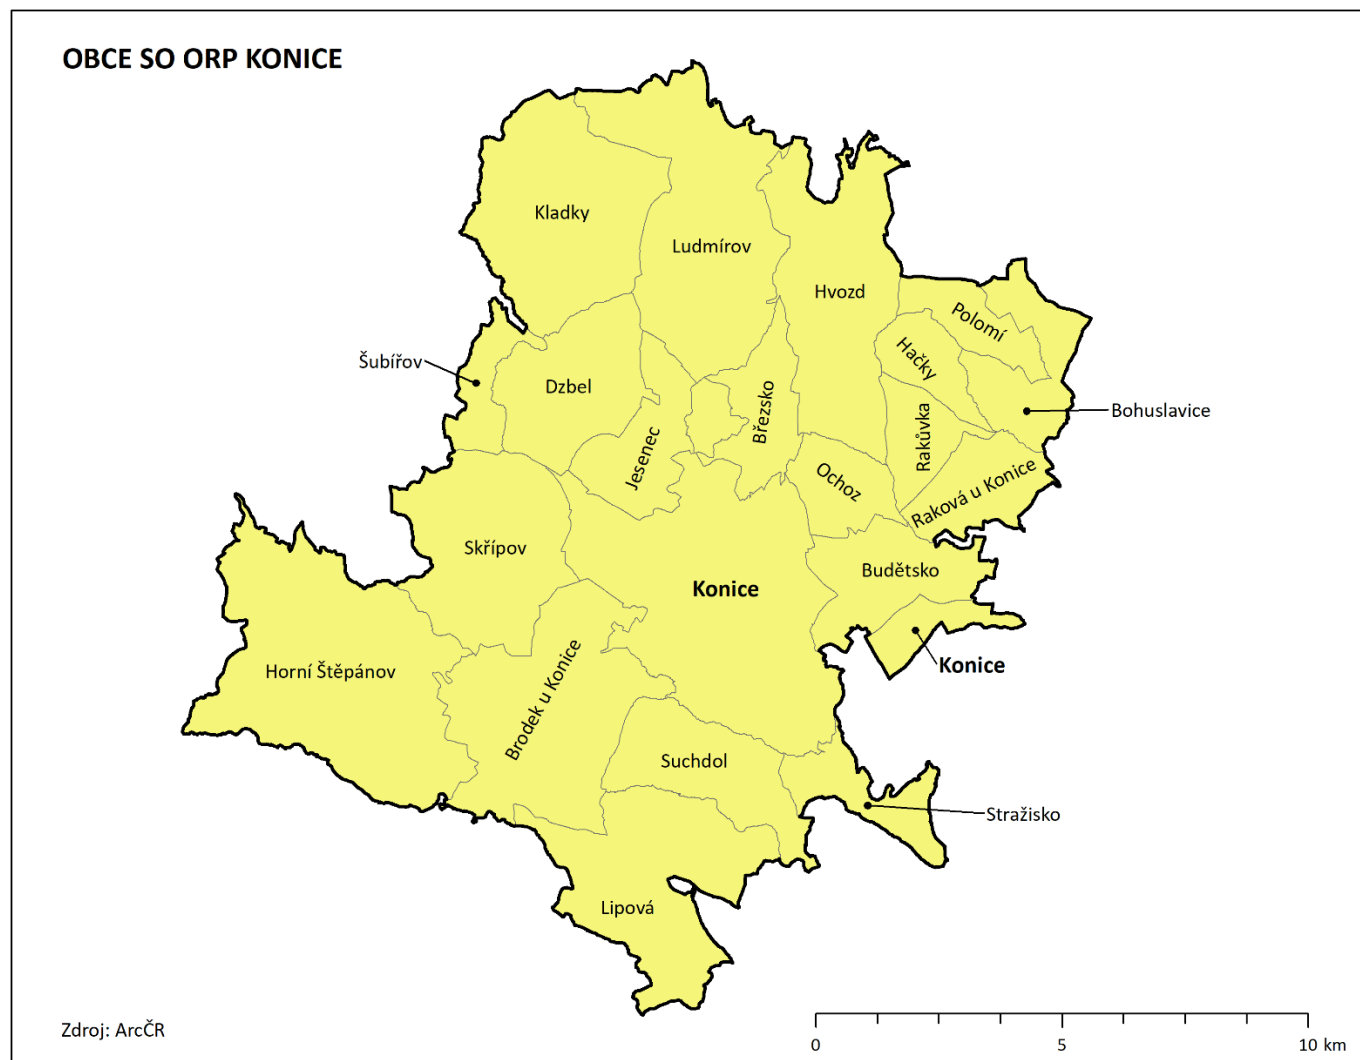 OBCE SO ORP KONICE
Kladky
Ludmírov
Hvozd
Polomí
Hačky
Šubířov
Dzbel
Březsko
Bohuslavice
Rakůvka
Jesenec
Ochoz
Raková u Konice
Skřípov
Budětsko
Konice
Konice
Horní Štěpánov
Brodek u Konice
Suchdol
Stražisko
Lipová
Zdroj: ArcČR
0 5 10 km